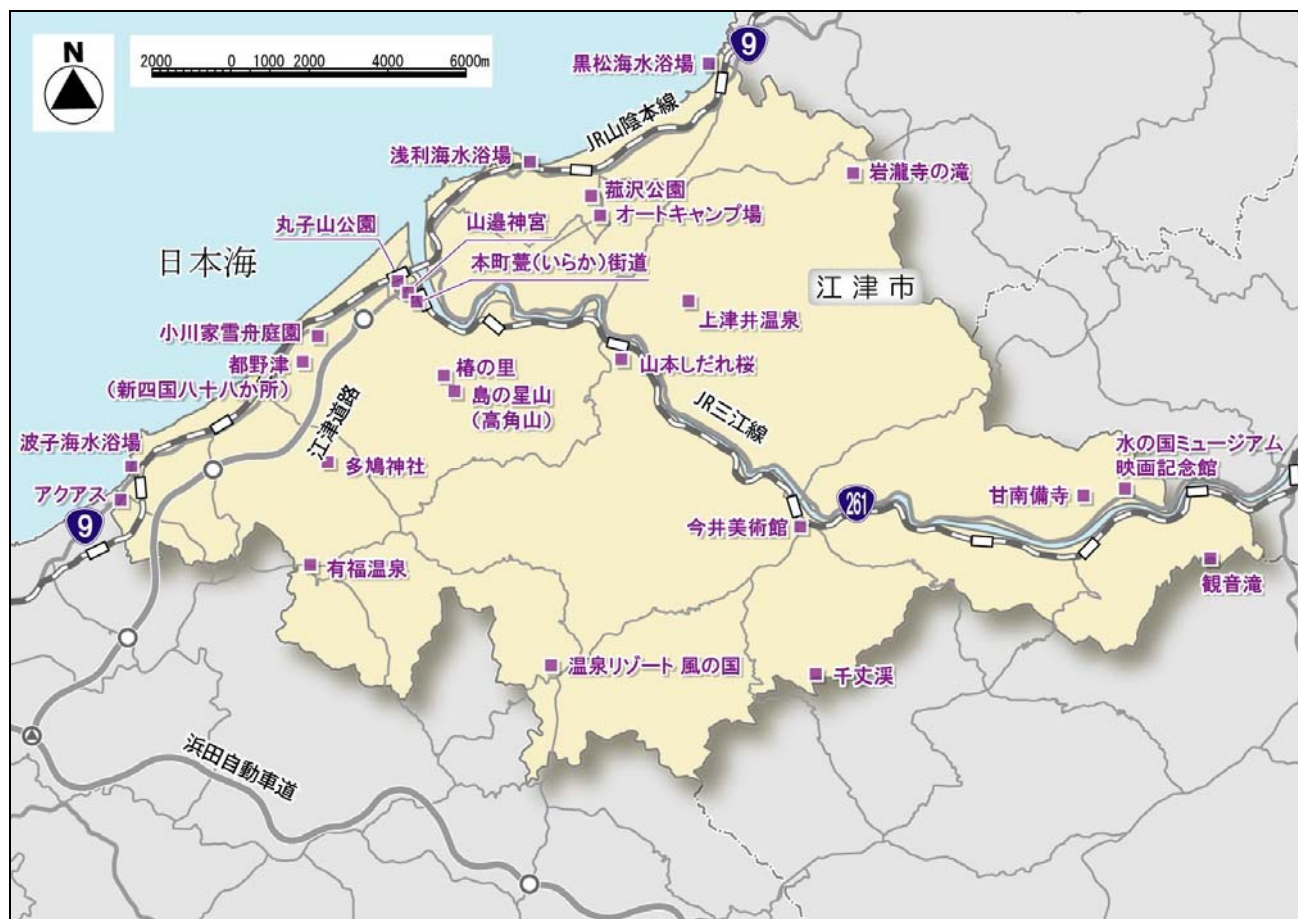 N
2000 0 1000 2000 4000 6000m
9
黒松海水浴場
JR山陰本線
浅利海水浴場
岩瀧寺の滝
菰沢公園
オートキャンプ場
丸子山公園
山邉神宮
本町甍(いらか)街道
日本海
江津市
上津井温泉
小川家雪舟庭園
都野津
(新四国八十八か所)
椿の里
島の星山
(高角山)
山本しだれ桜
江津道路
JR三江線
波子海水浴場
多鳩神社
水の国ミュージアム
映画記念館
甘南備寺
アクアス
9
261
今井美術館
有福温泉
観音滝
温泉リゾート 風の国
千丈渓
浜田自動車道